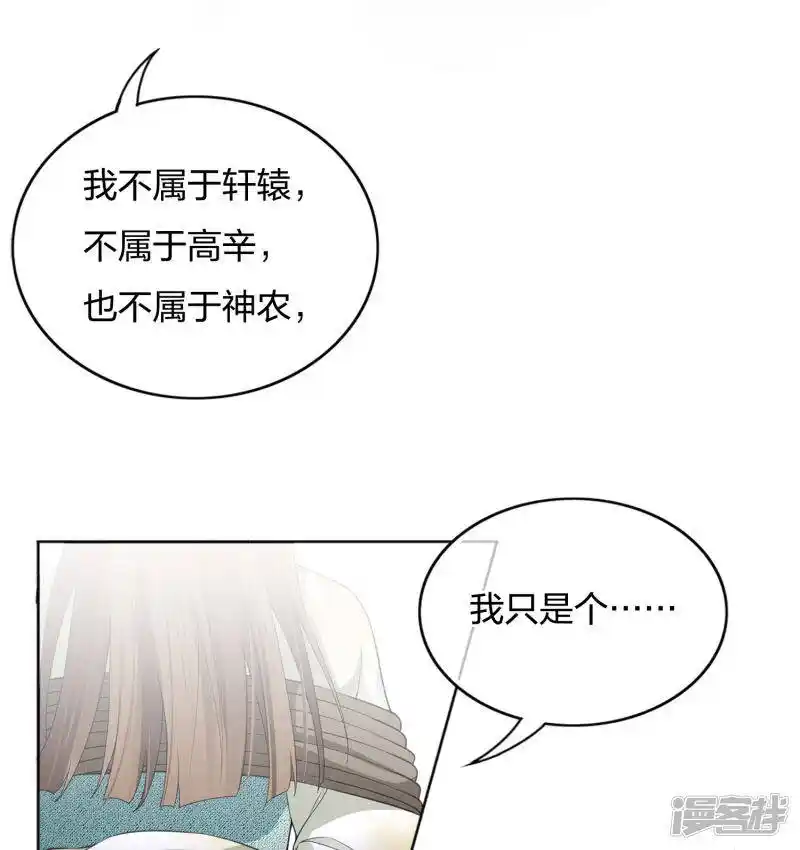 我不属于轩辕，
不属于高辛，
也不属于神农，
我只是个……
漫客栈